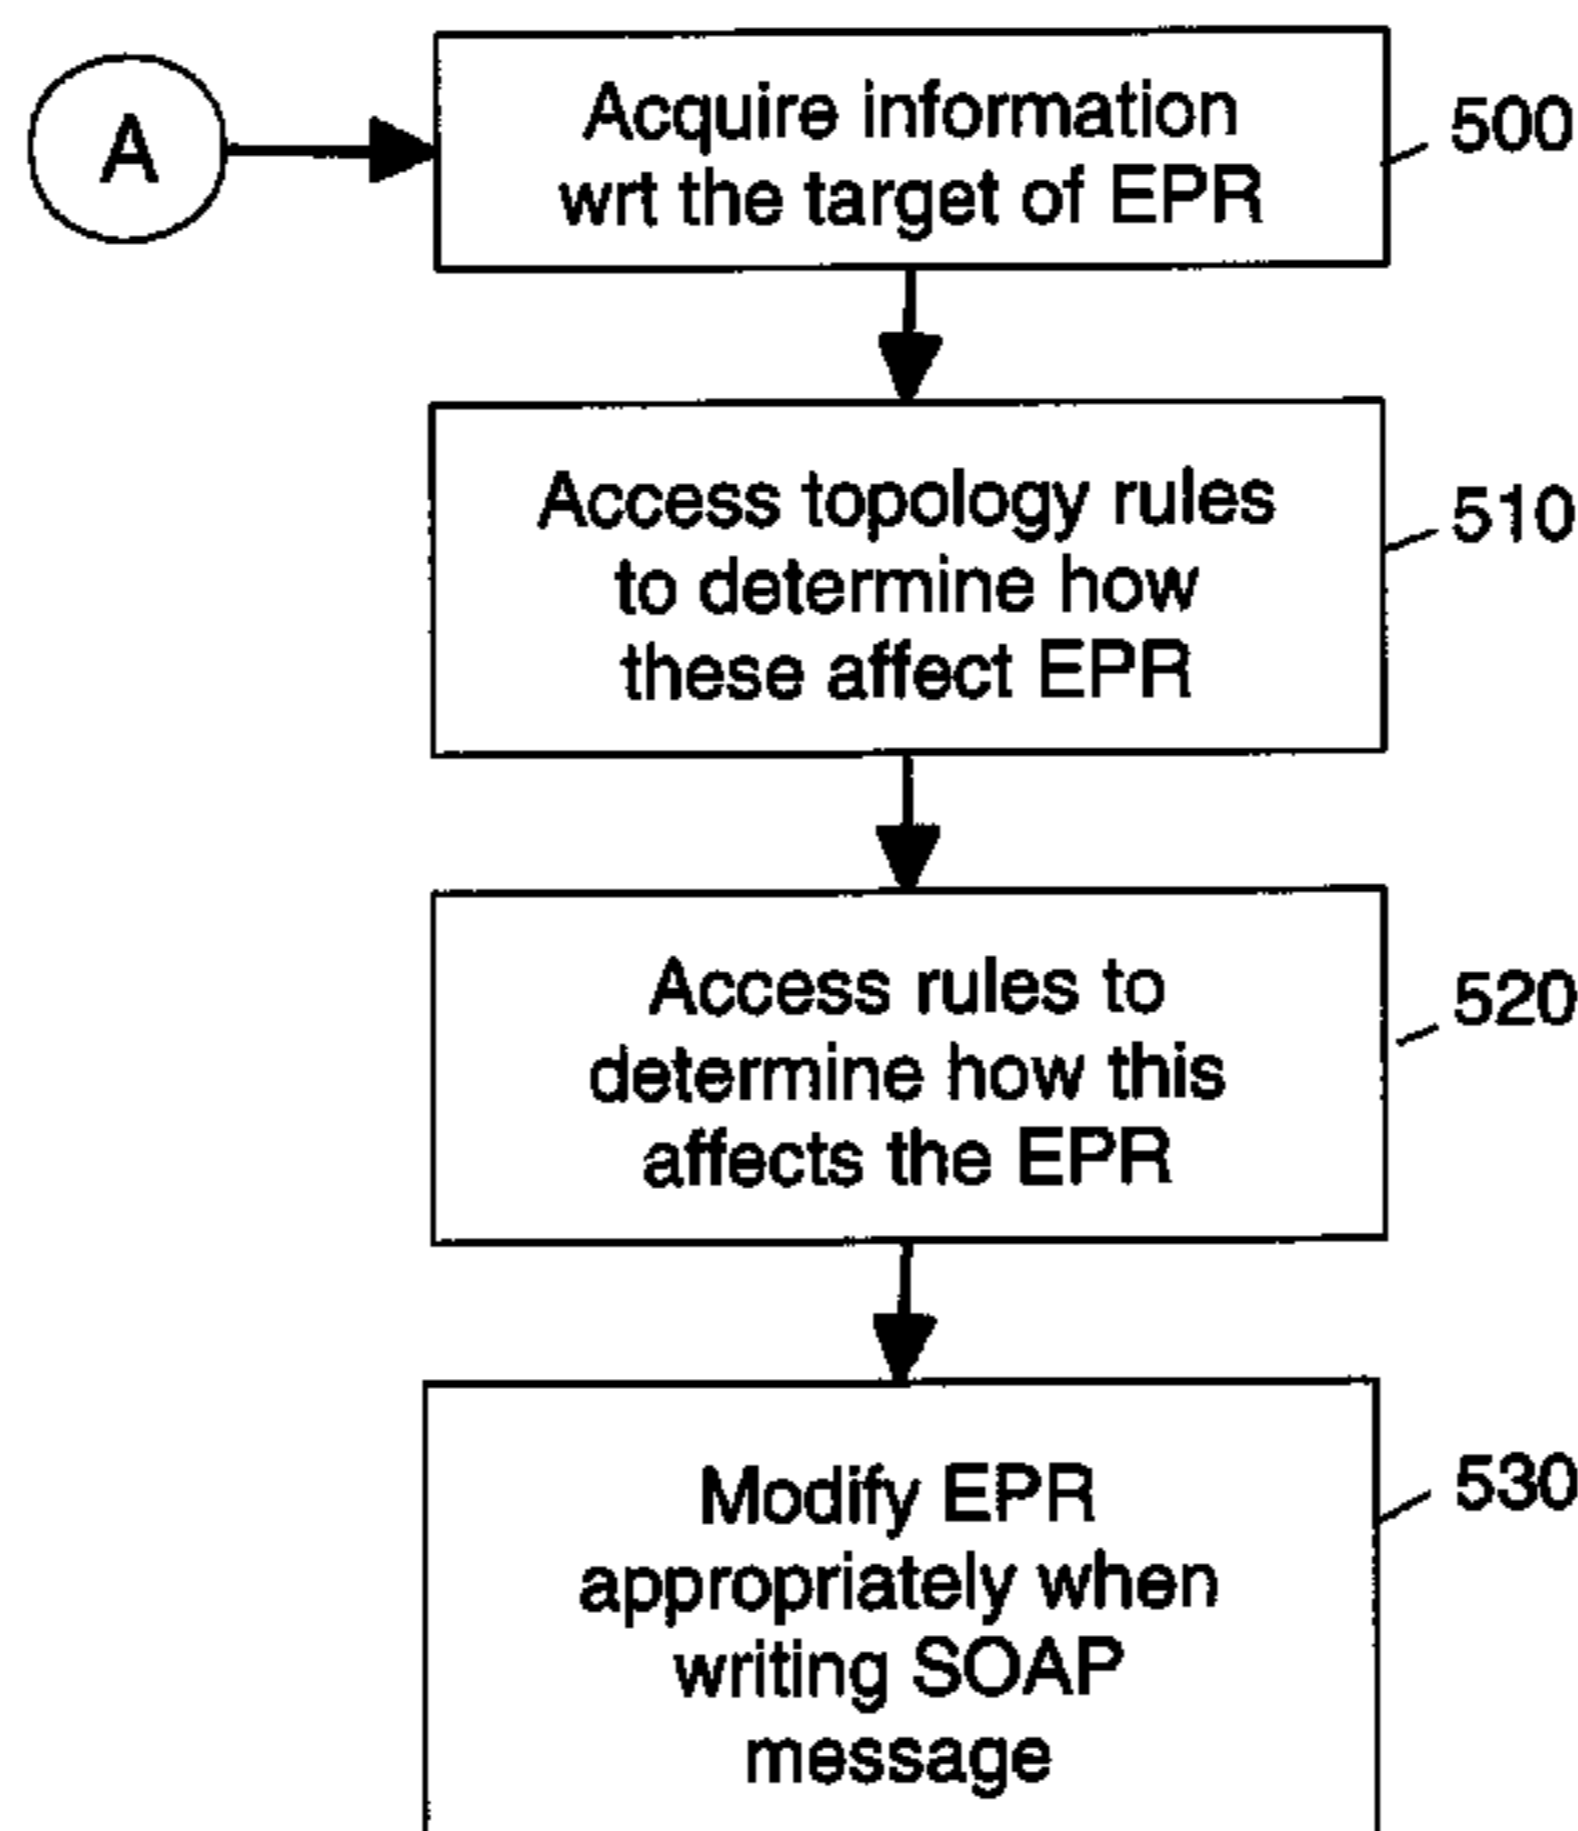 A
Acquire information
wrt the target of EPR
500
Access topology rules
to determine how
these affect EPR
510
Access rules to
determine how this
affects the EPR
520
Modify EPR
appropriately when
writing SOAP
message
530